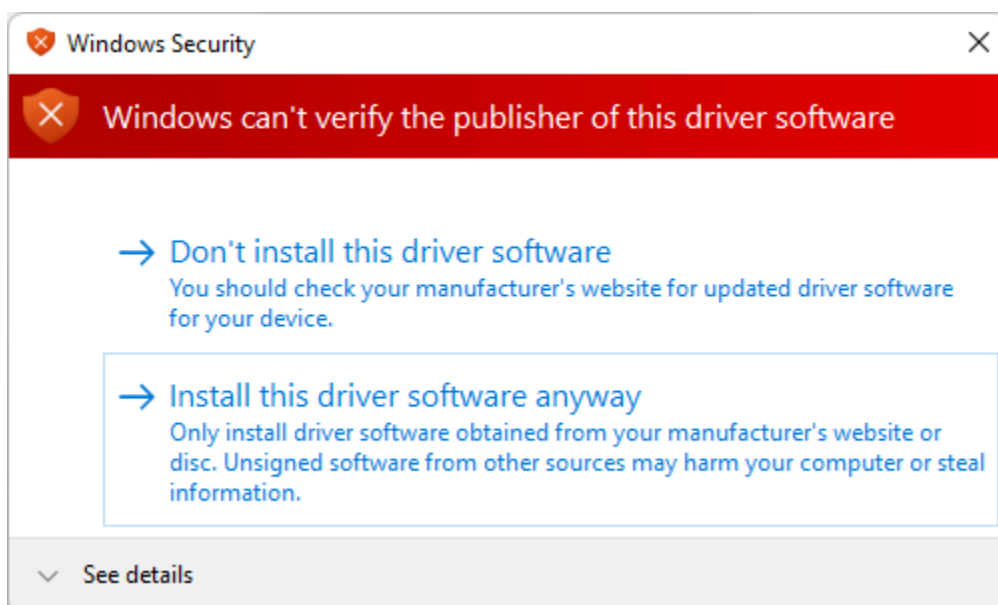 Windows Security
Windows can't verify the publisher of this driver software
Don't install this driver software
You should check your manufacturer's website for updated driver software
for your device.
Install this driver software anyway
Only install driver software obtained from your manufacturer's website or
disc. Unsigned software from other sources may harm your computer or steal
information.
See details